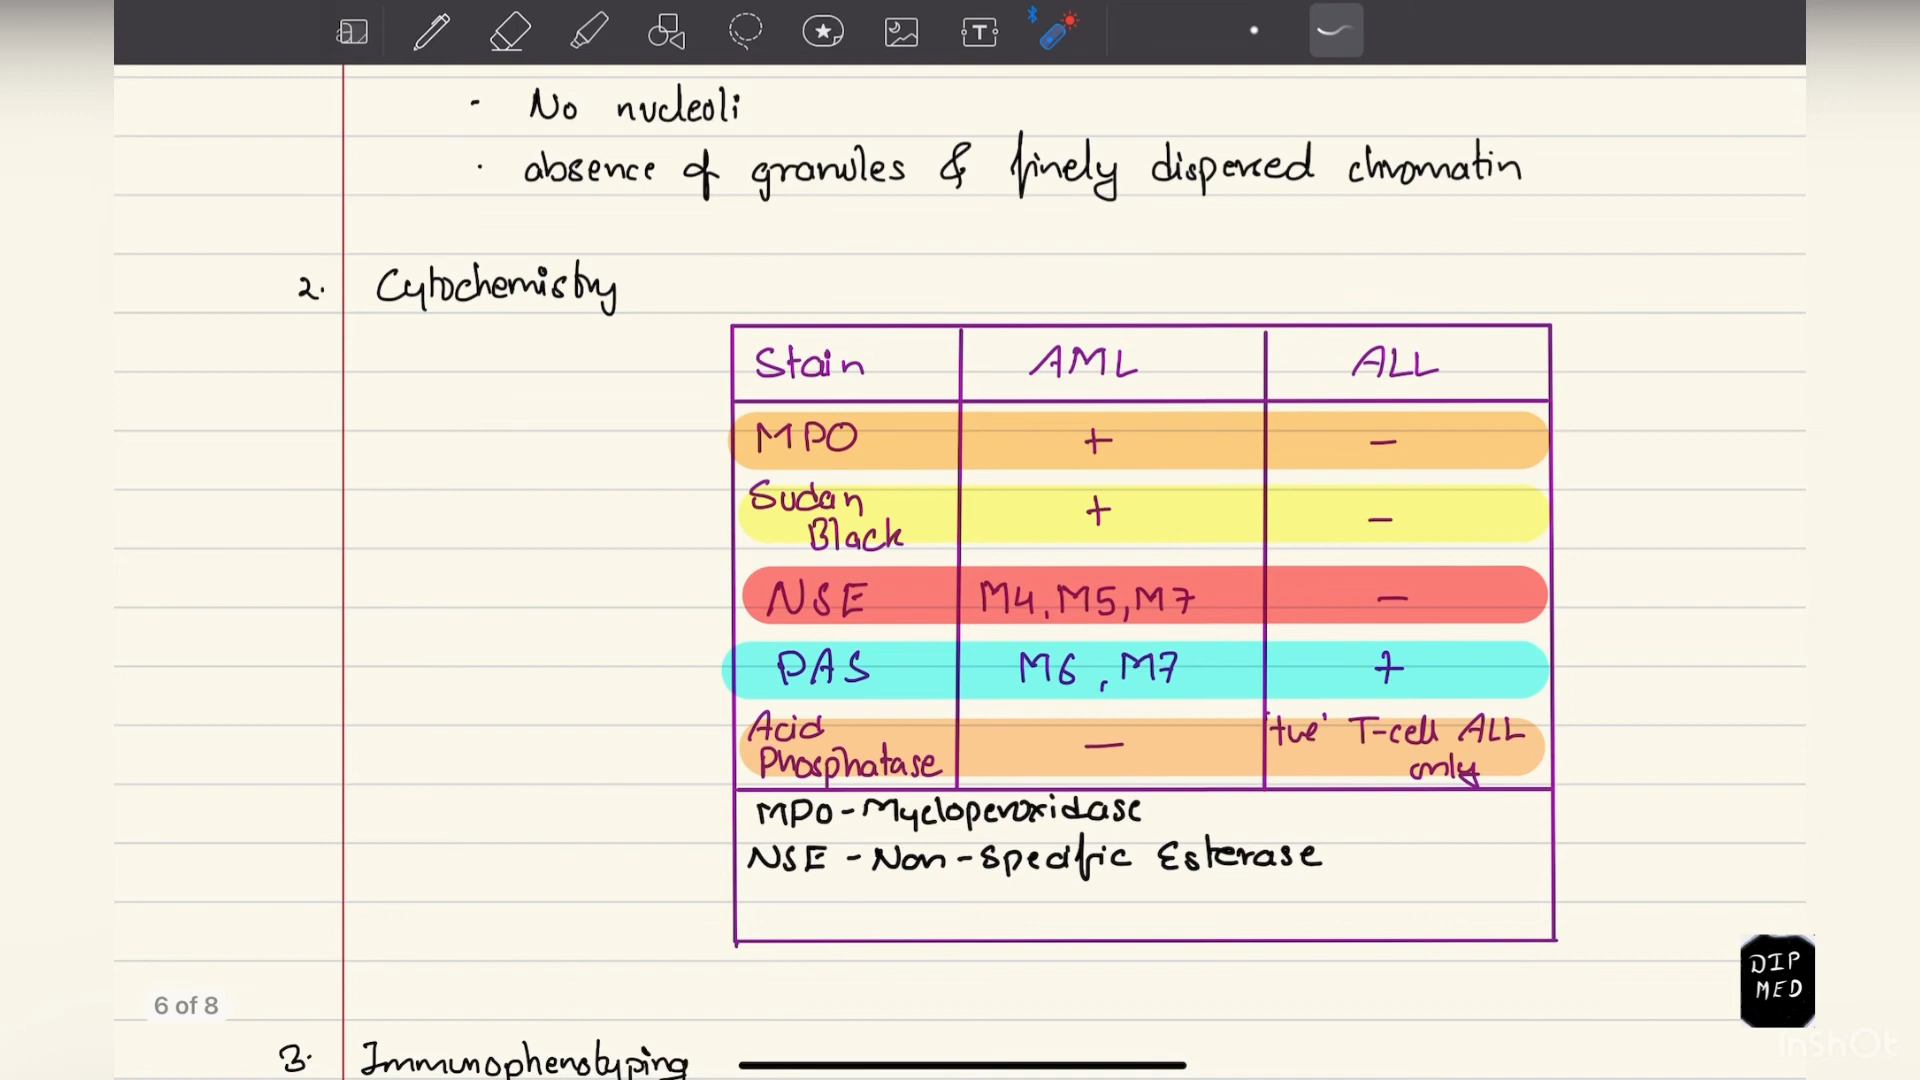 - No nucleoli
· absence of granules & finely dispersed chromatin
2. Cytochemistry
Stain AML ALL
MPO + -
Sudan Black + -
NSE M4, M5, M7 -
PAS M6, M7 +
Acid Phosphatase - 'tve' T-cell ALL only
MPO - Myeloperoxidase
NSE - Non-Specific Esterase
DIP
MED
6 of 8
InShOt
3. Immunophenotyping